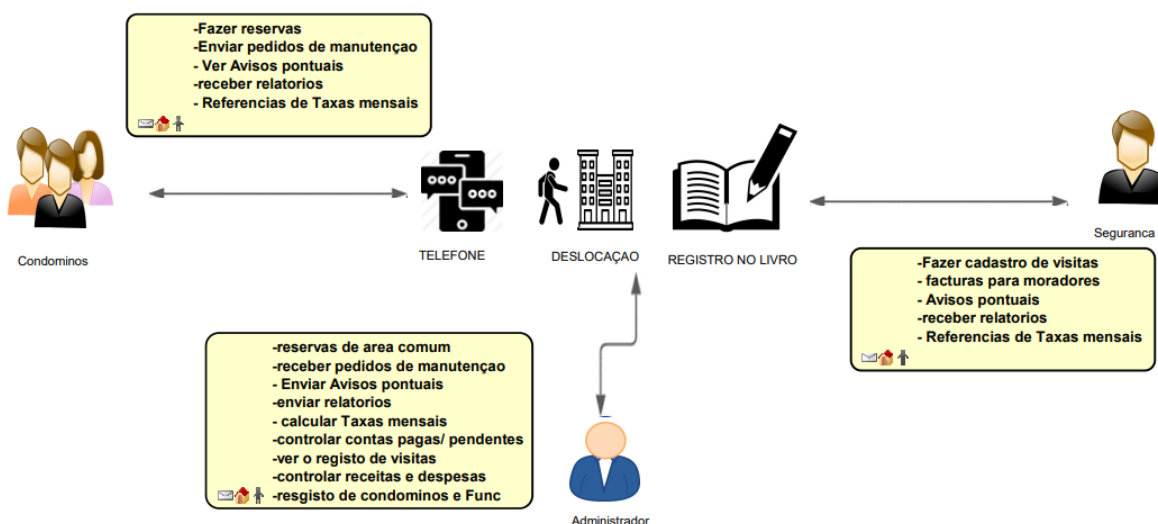 -Fazer reservas
-Enviar pedidos de manutençao
- Ver Avisos pontuais
-receber relatorios
- Referencias de Taxas mensais
Condominos
TELEFONE
DESLOCAÇAO
REGISTRO NO LIVRO
Seguranca
-Fazer cadastro de visitas
- facturas para moradores
- Avisos pontuais
-receber relatorios
- Referencias de Taxas mensais
-reservas de area comum
-receber pedidos de manutençao
- Enviar Avisos pontuais
-enviar relatorios
- calcular Taxas mensais
-controlar contas pagas/ pendentes
-ver o registo de visitas
-controlar receitas e despesas
-resgisto de condominos e Func
Administrador